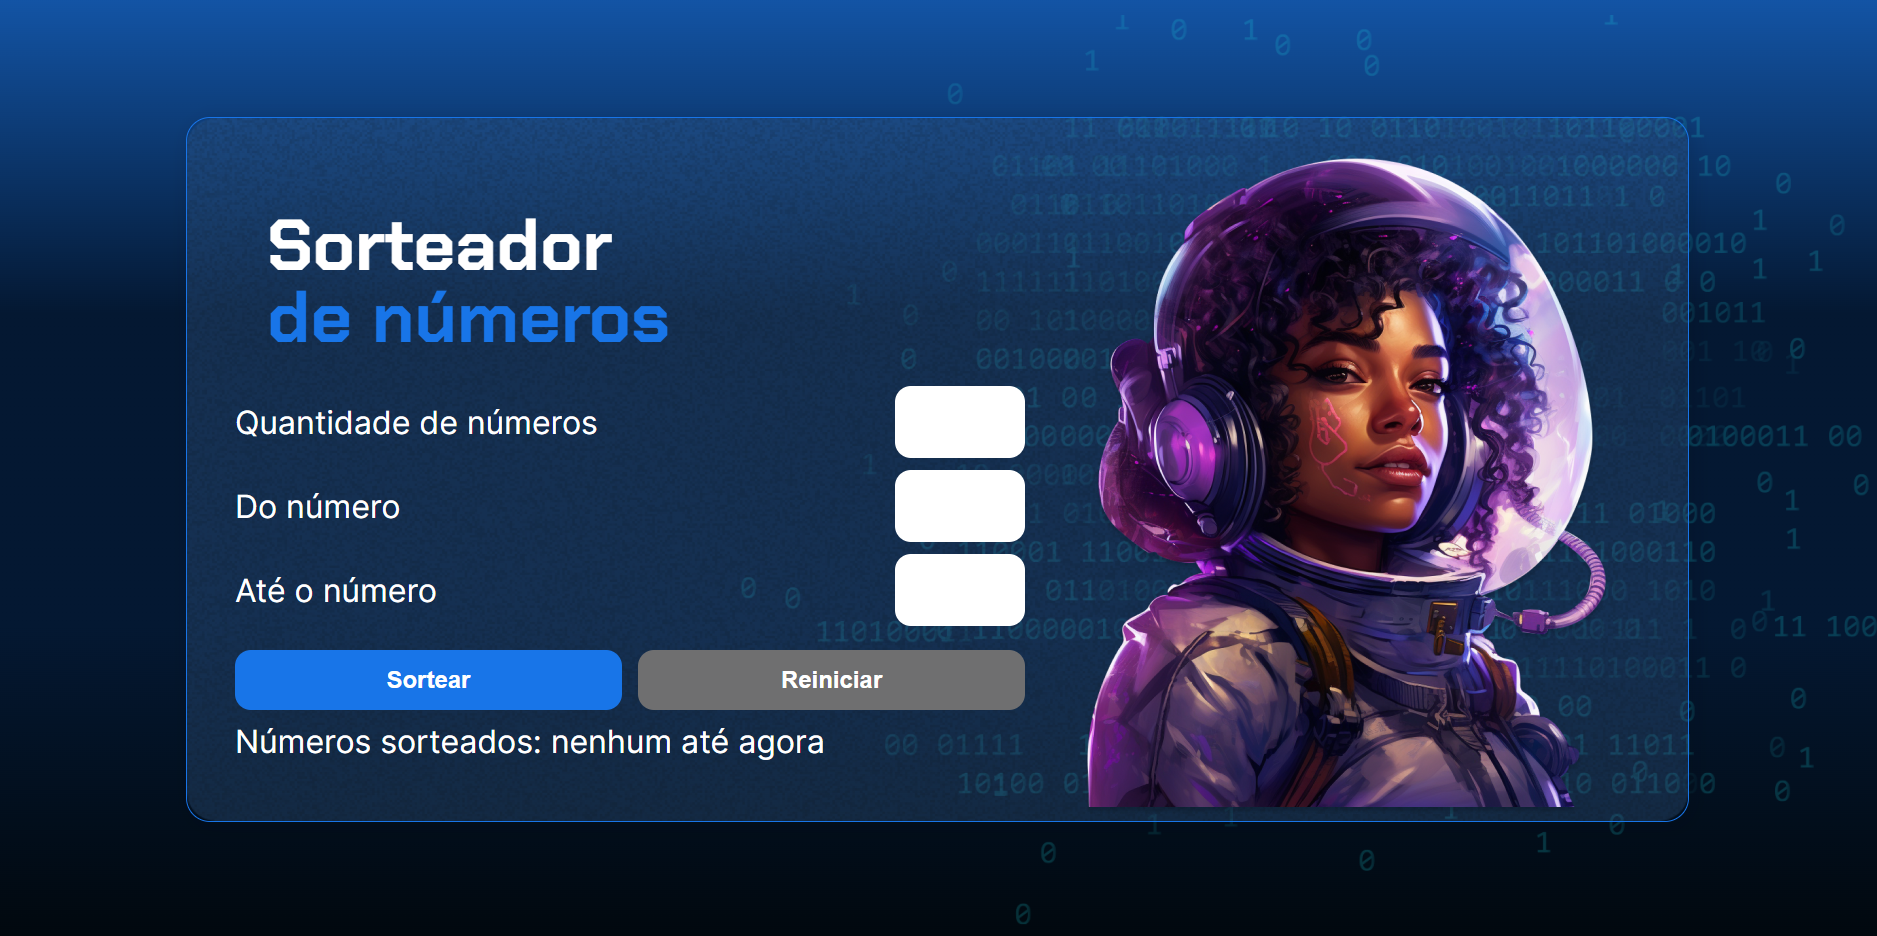 Sorteador
de números
Quantidade de números
Do número
Até o número
Sortear
Reiniciar
Números sorteados: nenhum até agora